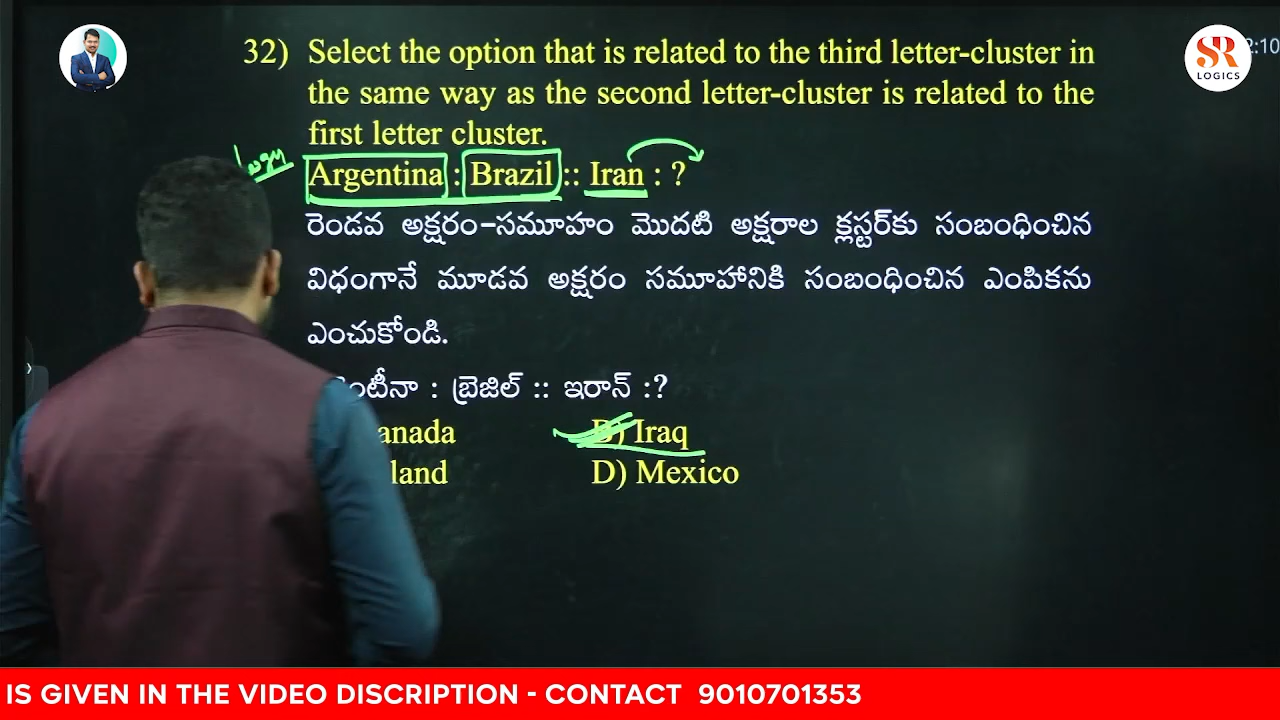 SR
LOGICS
2:10
32) Select the option that is related to the third letter-cluster in
the same way as the second letter-cluster is related to the
first letter cluster.
Argentina : Brazil :: Iran : ?
రెండవ అక్షరం-సమూహం మొదటి అక్షరాల క్లస్టర్‌కు సంబంధించిన
విధంగానే మూడవ అక్షరం సమూహానికి సంబంధించిన ఎంపికను
ఎంచుకోండి.
ంటీనా : బ్రెజిల్ :: ఇరాన్ :?
anada B) Iraq
land D) Mexico
IS GIVEN IN THE VIDEO DISCRIPTION - CONTACT 9010701353